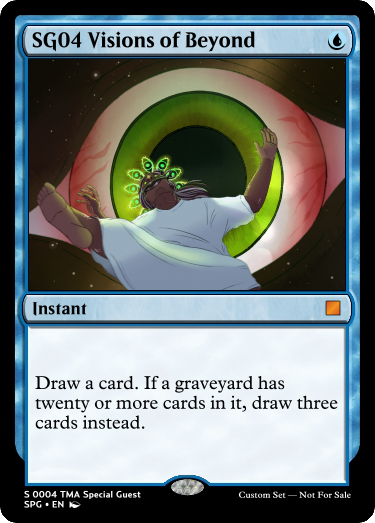 SG04 Visions of Beyond
Instant
Draw a card. If a graveyard has
twenty or more cards in it, draw three
cards instead.
S 0004 TMA Special Guest
SPG • EN
Custom Set — Not For Sale